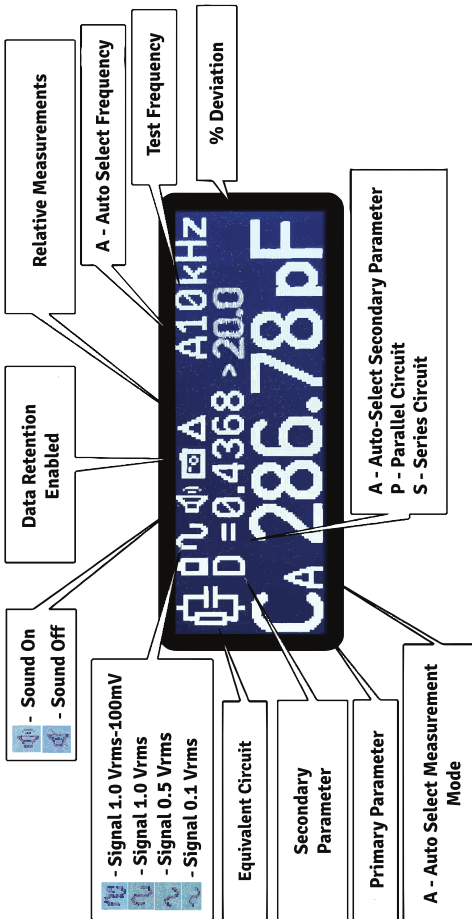 - Sound On
- Sound Off
Data Retention
Enabled
Relative Measurements
A - Auto Select Frequency
Test Frequency
% Deviation
- Signal 1.0 Vrms-100mV
- Signal 1.0 Vrms
- Signal 0.5 Vrms
- Signal 0.1 Vrms
A10kHz
D =0.4368 >20.0
CA 286.78pF
Equivalent Circuit
Secondary
Parameter
Primary Parameter
A - Auto Select Measurement
Mode
A - Auto-Select Secondary Parameter
P - Parallel Circuit
S - Series Circuit